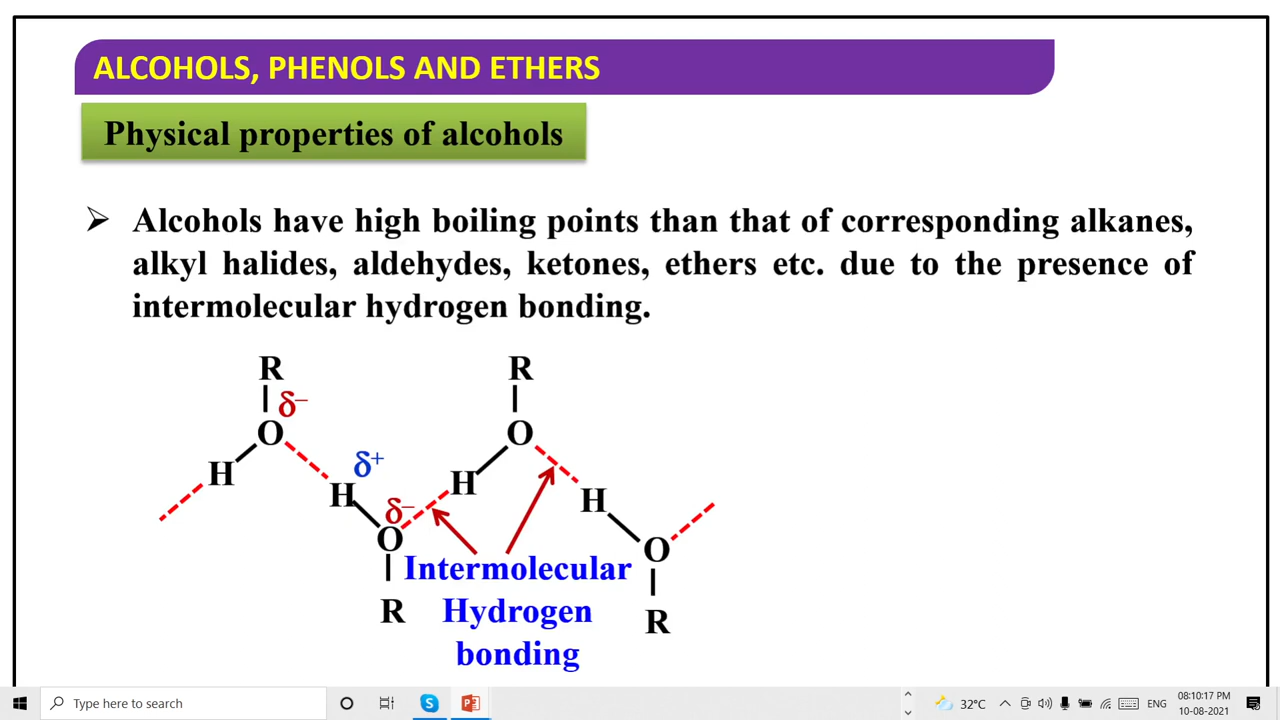 ALCOHOLS, PHENOLS AND ETHERS
Physical properties of alcohols
➢ Alcohols have high boiling points than that of corresponding alkanes,
alkyl halides, aldehydes, ketones, ethers etc. due to the presence of
intermolecular hydrogen bonding.
R R
δ–
O O
H δ+ H
H δ– H
O O
Intermolecular
R Hydrogen R
bonding
Type here to search 32°C ENG 08:10:17 PM
10-08-2021